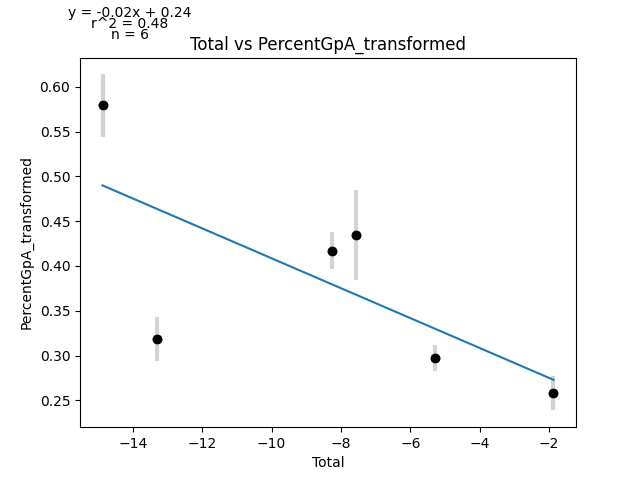 y = -0.02x + 0.24
r^2 = 0.48
n = 6
Total vs PercentGpA_transformed
PercentGpA_transformed
0.60
0.55
0.50
0.45
0.40
0.35
0.30
0.25
−14 −12 −10 −8 −6 −4 −2
Total